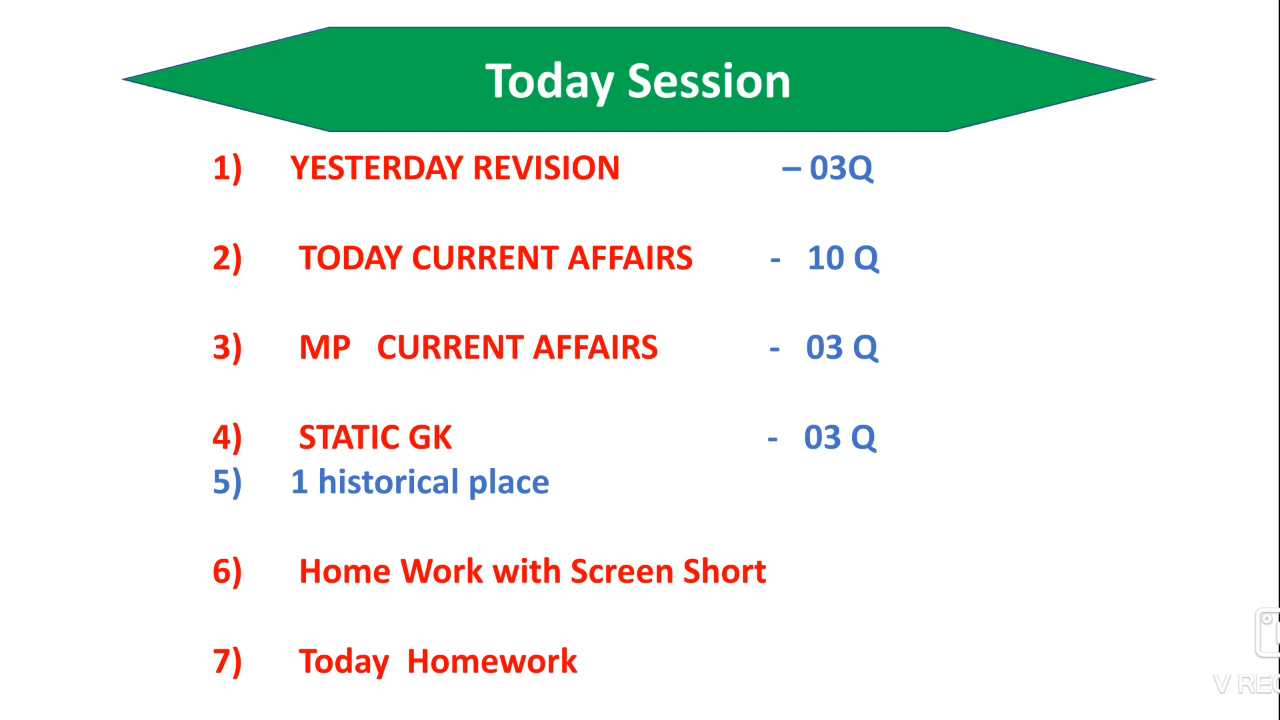 Today Session
1) YESTERDAY REVISION – 03Q
2) TODAY CURRENT AFFAIRS - 10 Q
3) MP CURRENT AFFAIRS - 03 Q
4) STATIC GK - 03 Q
5) 1 historical place
6) Home Work with Screen Short
7) Today Homework
V REC